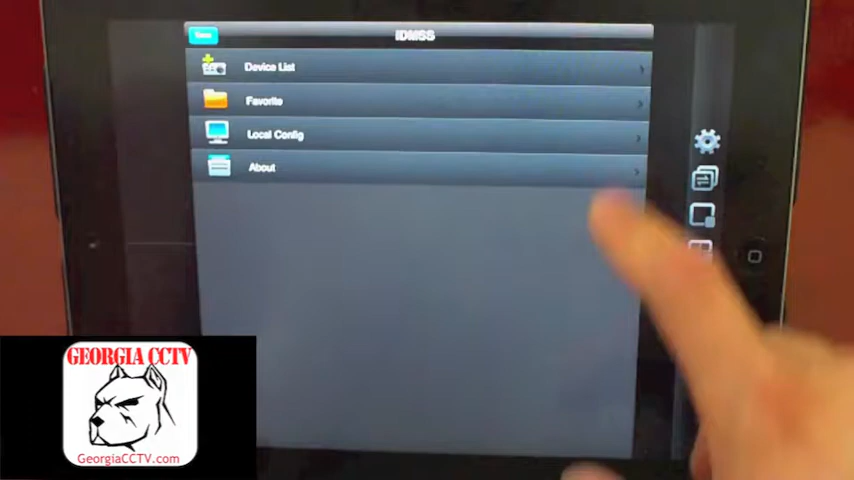 iDMSS
Device List
Favorite
Local Config
About
GEORGIA CCTV
GeorgiaCCTV.com